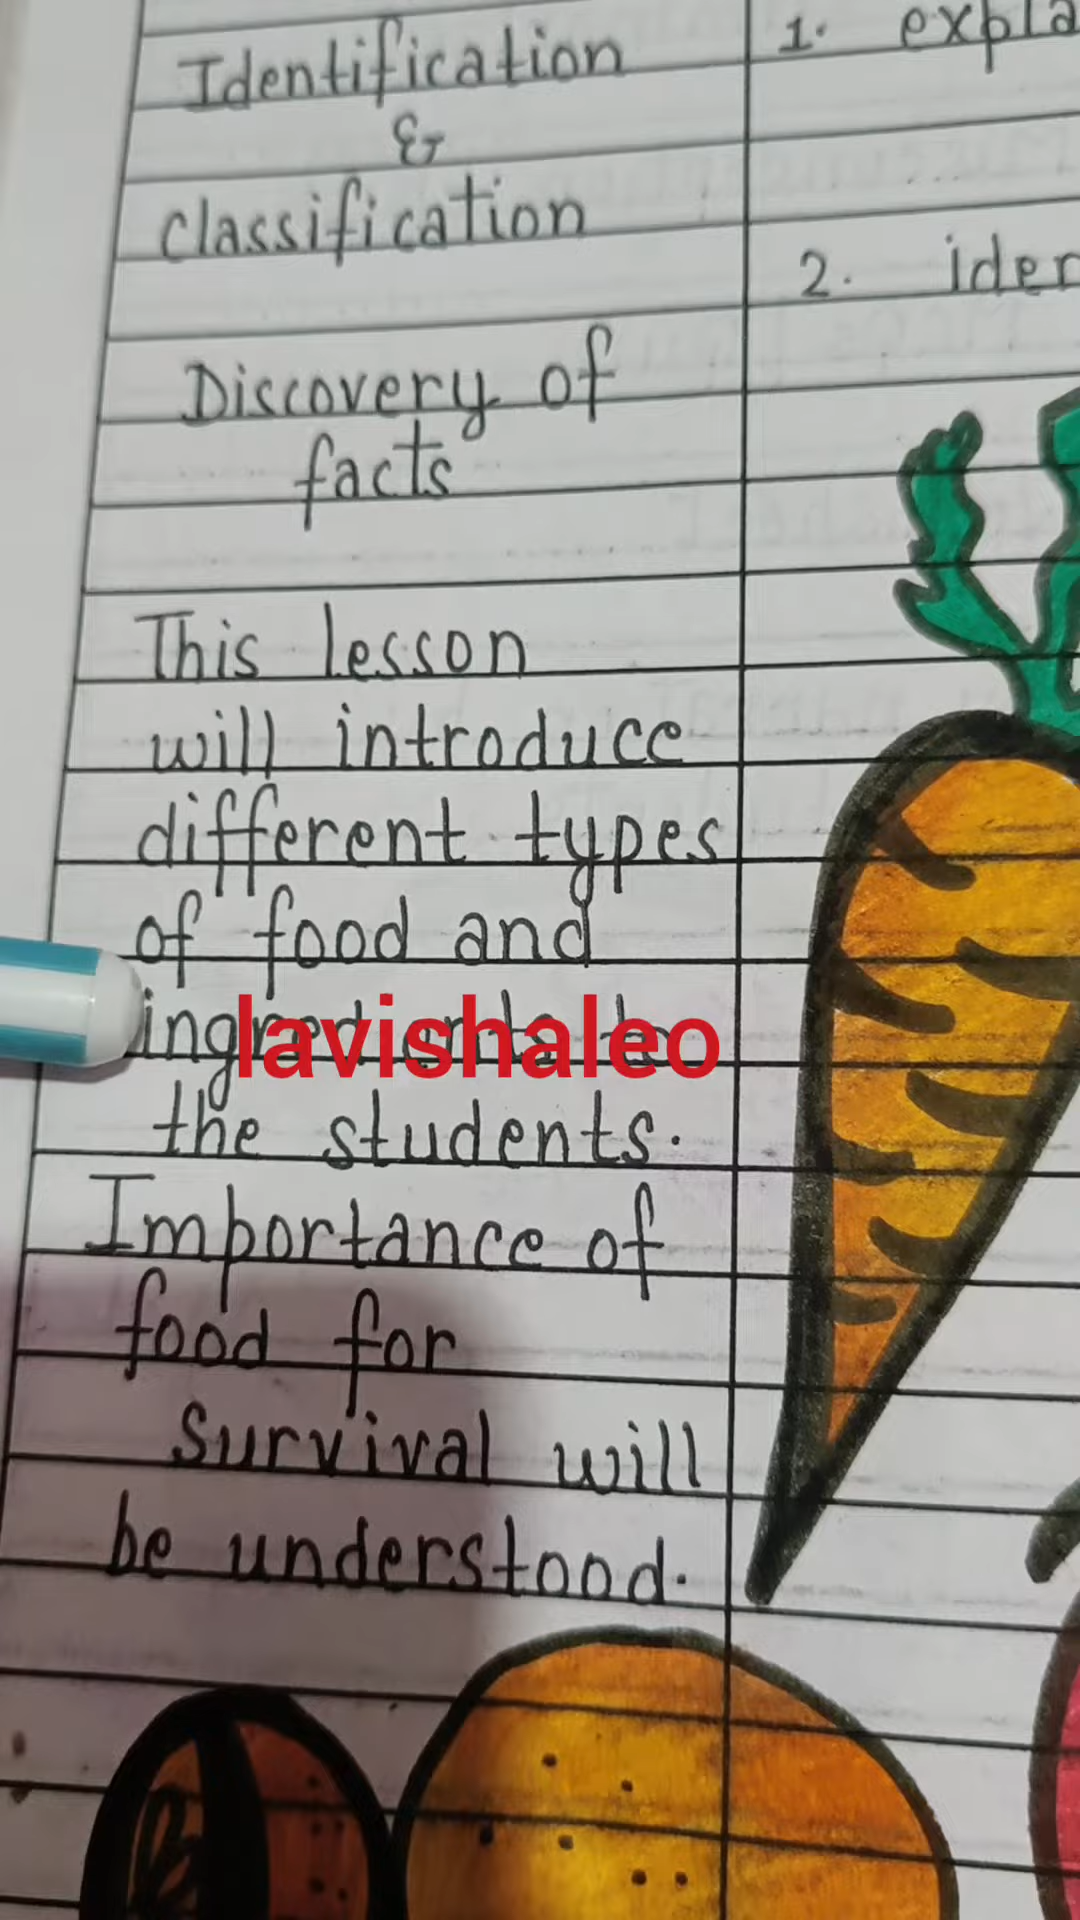 Identification
&
classification
Discovery of
facts
This lesson
will introduce
different types
of food and
lavishaleo
the students.
Importance of
food for
survival will
be understood.
1.
2.